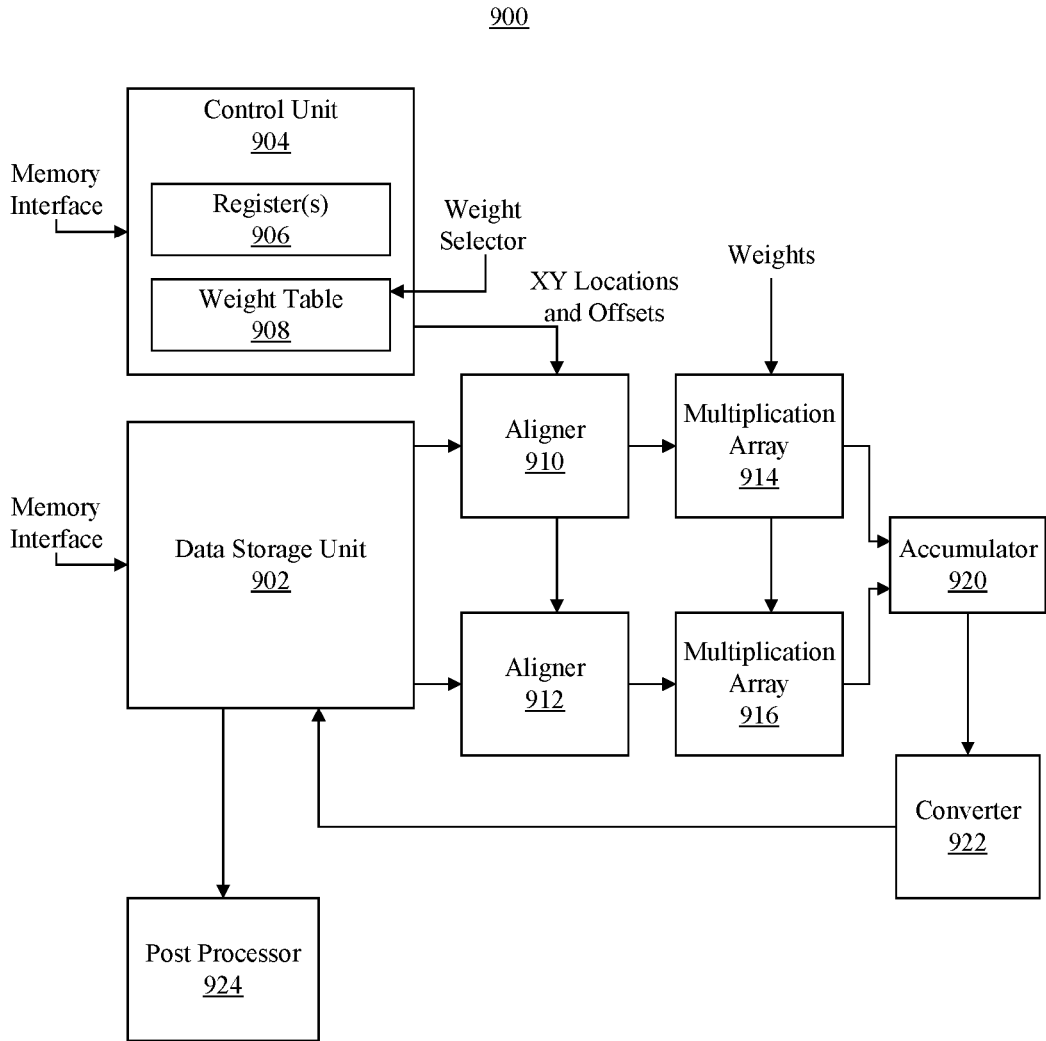 900
Control Unit
904
Memory
Interface
Register(s)
906
Weight
Selector
Weight Table
908
XY Locations
and Offsets
Weights
Aligner
910
Multiplication
Array
914
Memory
Interface
Data Storage Unit
902
Accumulator
920
Aligner
912
Multiplication
Array
916
Converter
922
Post Processor
924